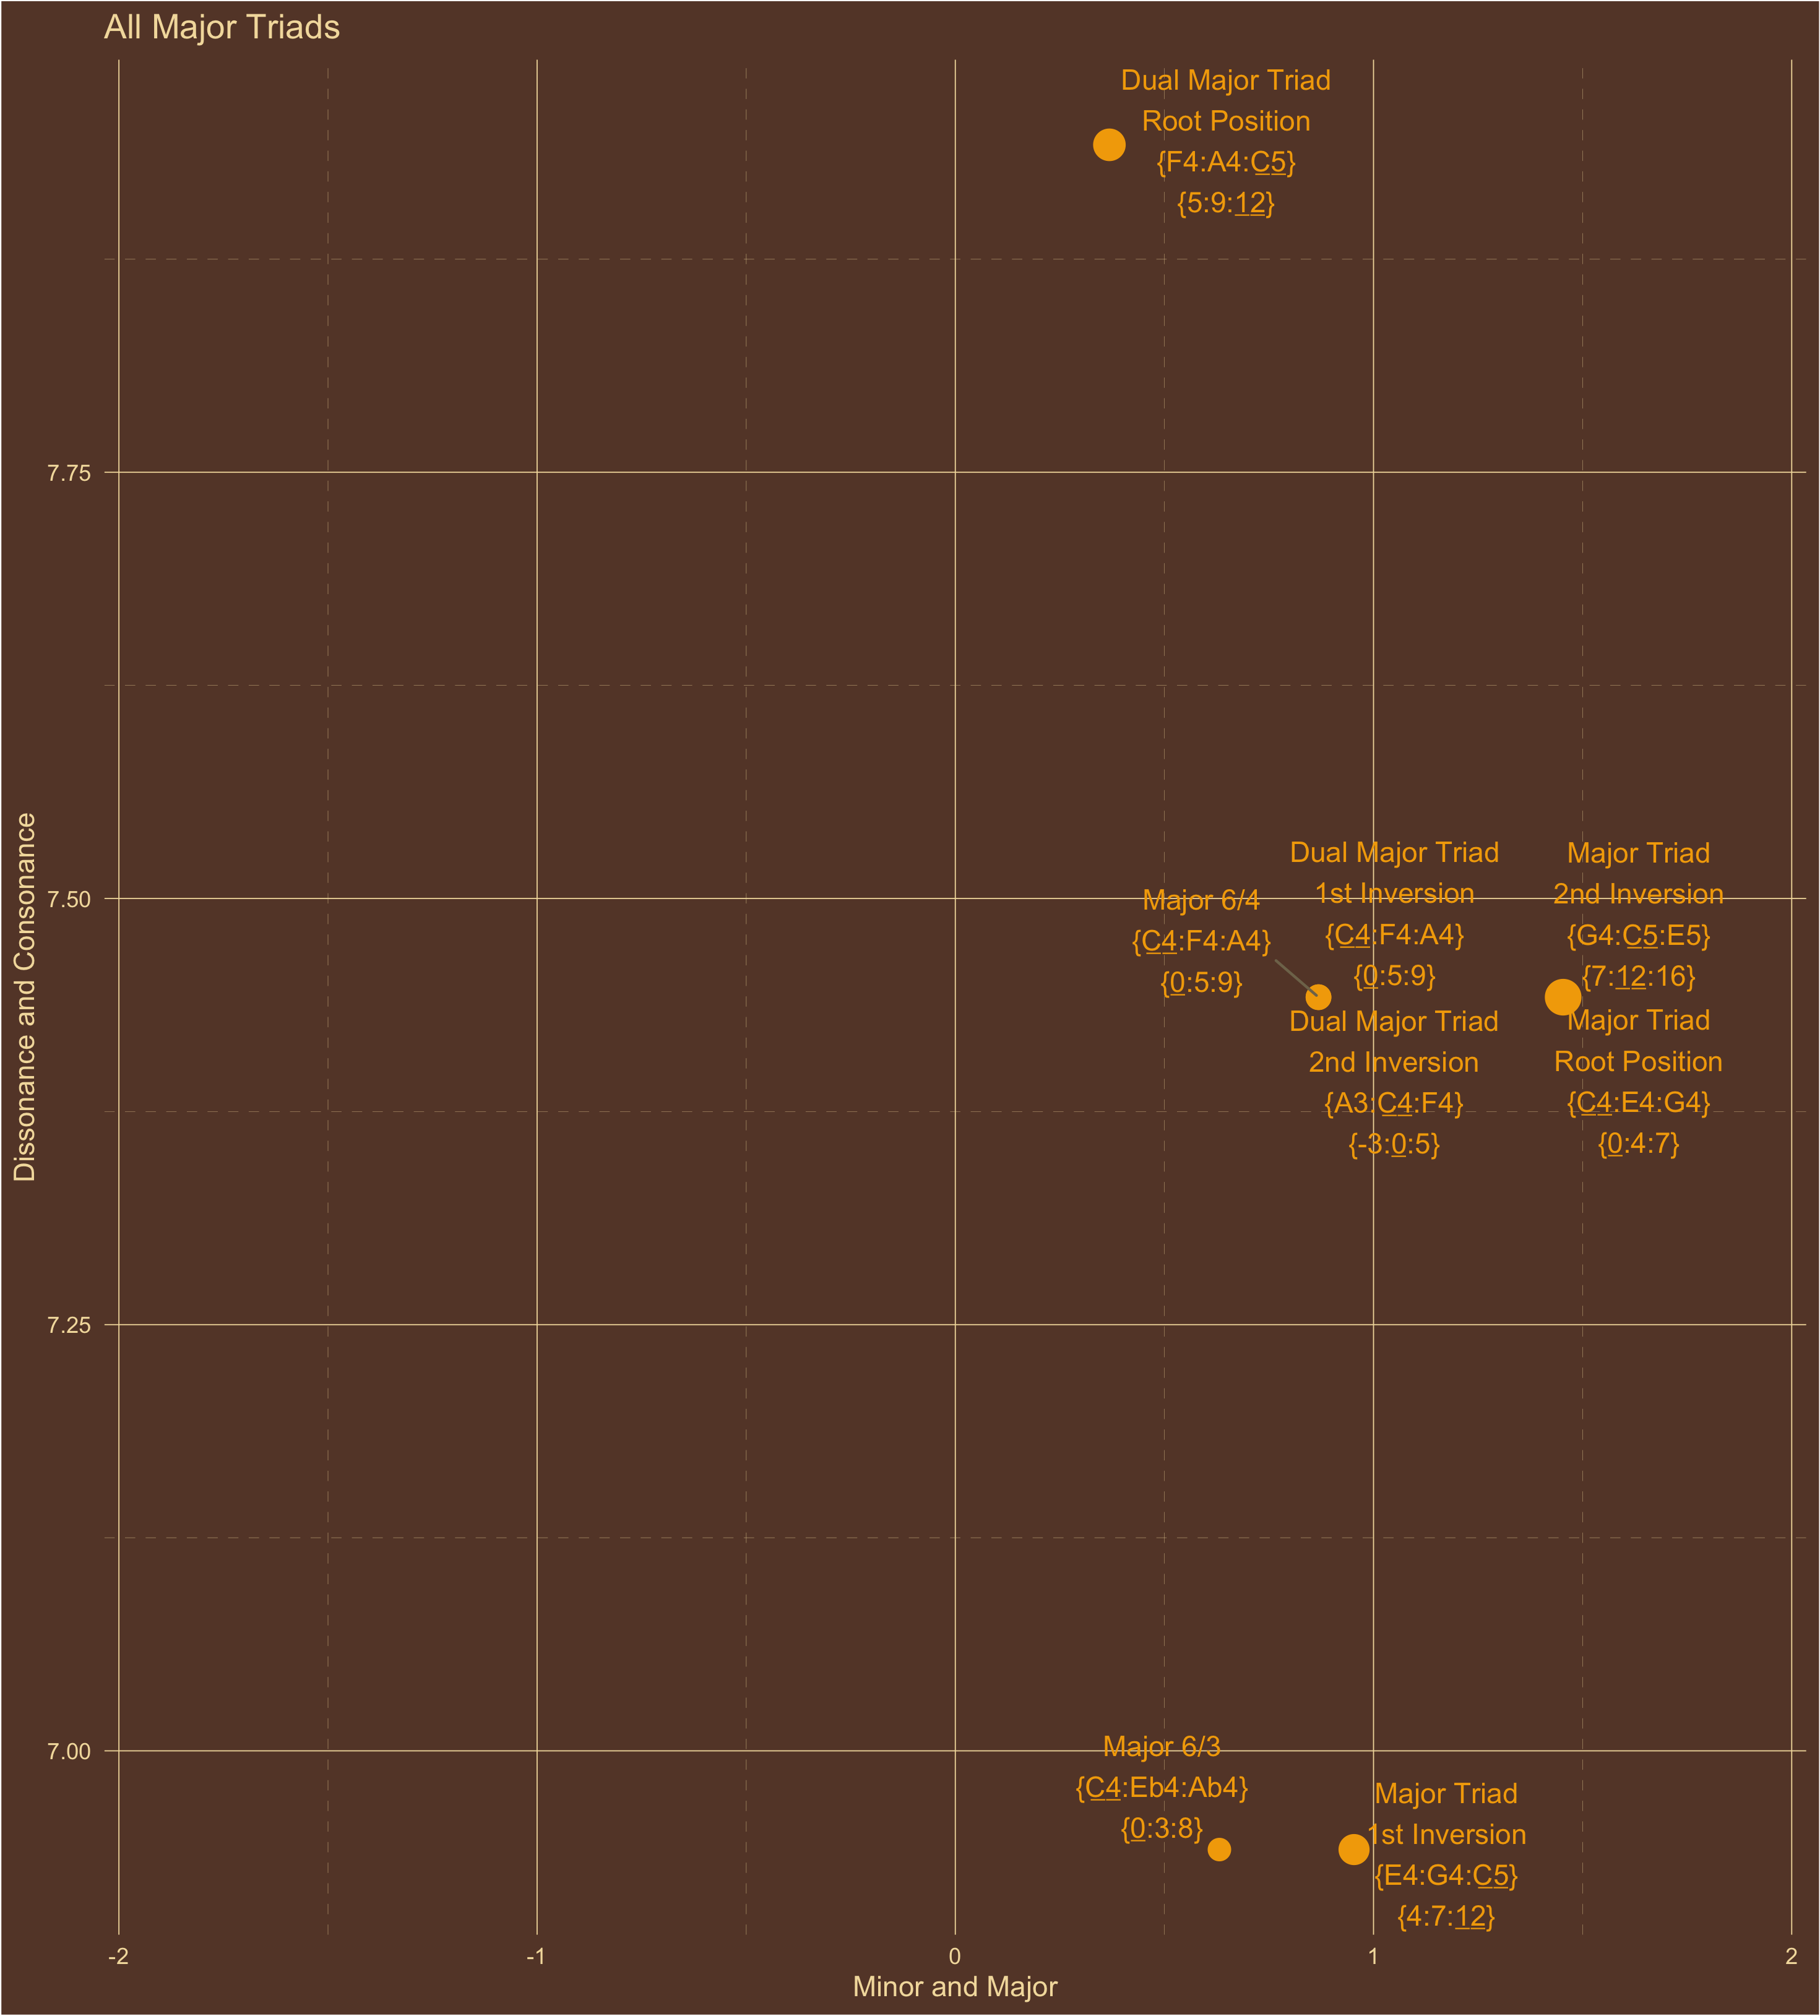 All Major Triads
Dual Major Triad
Root Position
{F4:A4:C5}
{5:9:12}
7.75
Dual Major Triad
1st Inversion
{C4:F4:A4}
{0:5:9}
Major Triad
2nd Inversion
{G4:C5:E5}
{7:12:16}
Major 6/4
{C4:F4:A4}
{0:5:9}
7.50
Dual Major Triad
2nd Inversion
{A3:C4:F4}
{-3:0:5}
Major Triad
Root Position
{C4:E4:G4}
{0:4:7}
Dissonance and Consonance
7.25
7.00
Major 6/3
{C4:Eb4:Ab4}
{0:3:8}
Major Triad
1st Inversion
{E4:G4:C5}
{4:7:12}
-2
-1
0
1
2
Minor and Major